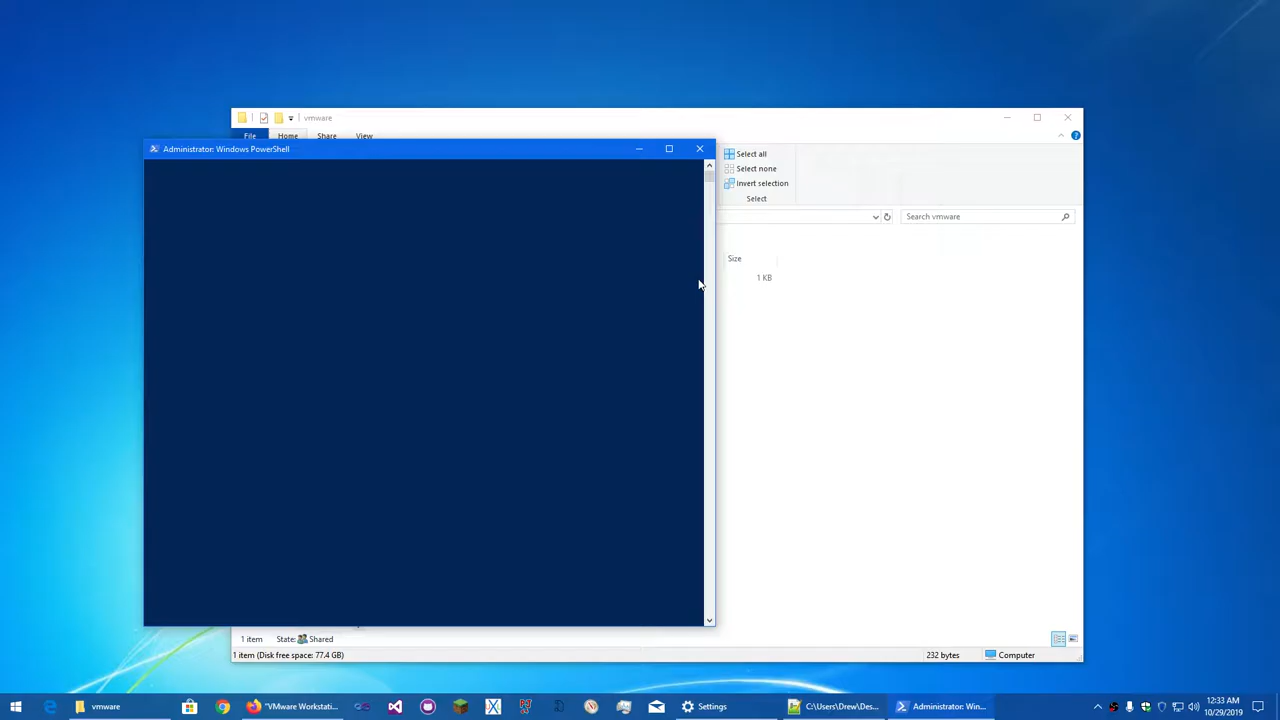 vmware
File Home Share View
Administrator: Windows PowerShell
Select all
Select none
Invert selection
Select
Search vmware
Size
1 KB
1 item State: Shared
1 item (Disk free space: 77.4 GB) 232 bytes Computer
vmware "VMware Workstati... Settings C:\Users\Drew\Des... Administrator: Win... 12:33 AM
10/29/2019